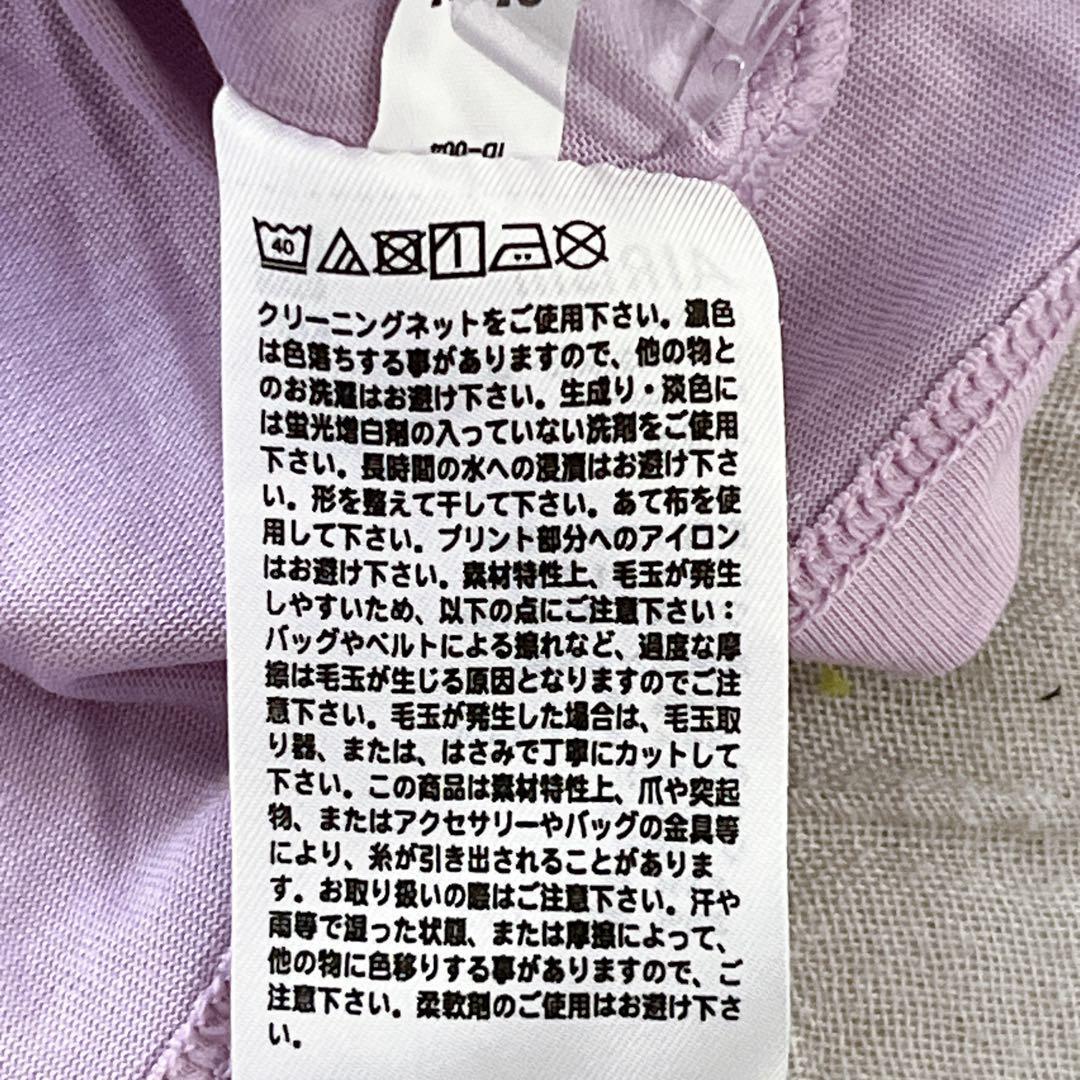 ID-004
40
クリーニングネットをご使用下さい。濃色
は色落ちする事がありますので、他の物と
のお洗濯はお避け下さい。生成り・淡色に
は蛍光増白剤の入っていない洗剤をご使用
下さい。長時間の水への浸漬はお避け下さ
い。形を整えて干して下さい。あて布を使
用して下さい。プリント部分へのアイロン
はお避け下さい。素材特性上、毛玉が発生
しやすいため、以下の点にご注意下さい：
バッグやベルトによる擦れなど、過度な摩
擦は毛玉が生じる原因となりますのでご注
意下さい。毛玉が発生した場合は、毛玉取
り器、または、はさみで丁寧にカットして
下さい。この商品は素材特性上、爪や突起
物、またはアクセサリーやバッグの金具等
により、糸が引き出されることがありま
す。お取り扱いの際はご注意下さい。汗や
雨等で湿った状態、または摩擦によって、
他の物に色移りする事がありますので、ご
注意下さい。柔軟剤のご使用はお避け下さ
い。